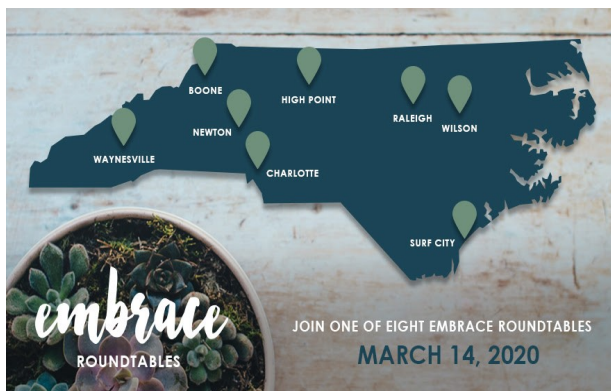 BOONE
HIGH POINT
RALEIGH
WILSON
NEWTON
WAYNESVILLE
CHARLOTTE
SURF CITY
embrace
ROUNDTABLES
JOIN ONE OF EIGHT EMBRACE ROUNDTABLES
MARCH 14, 2020